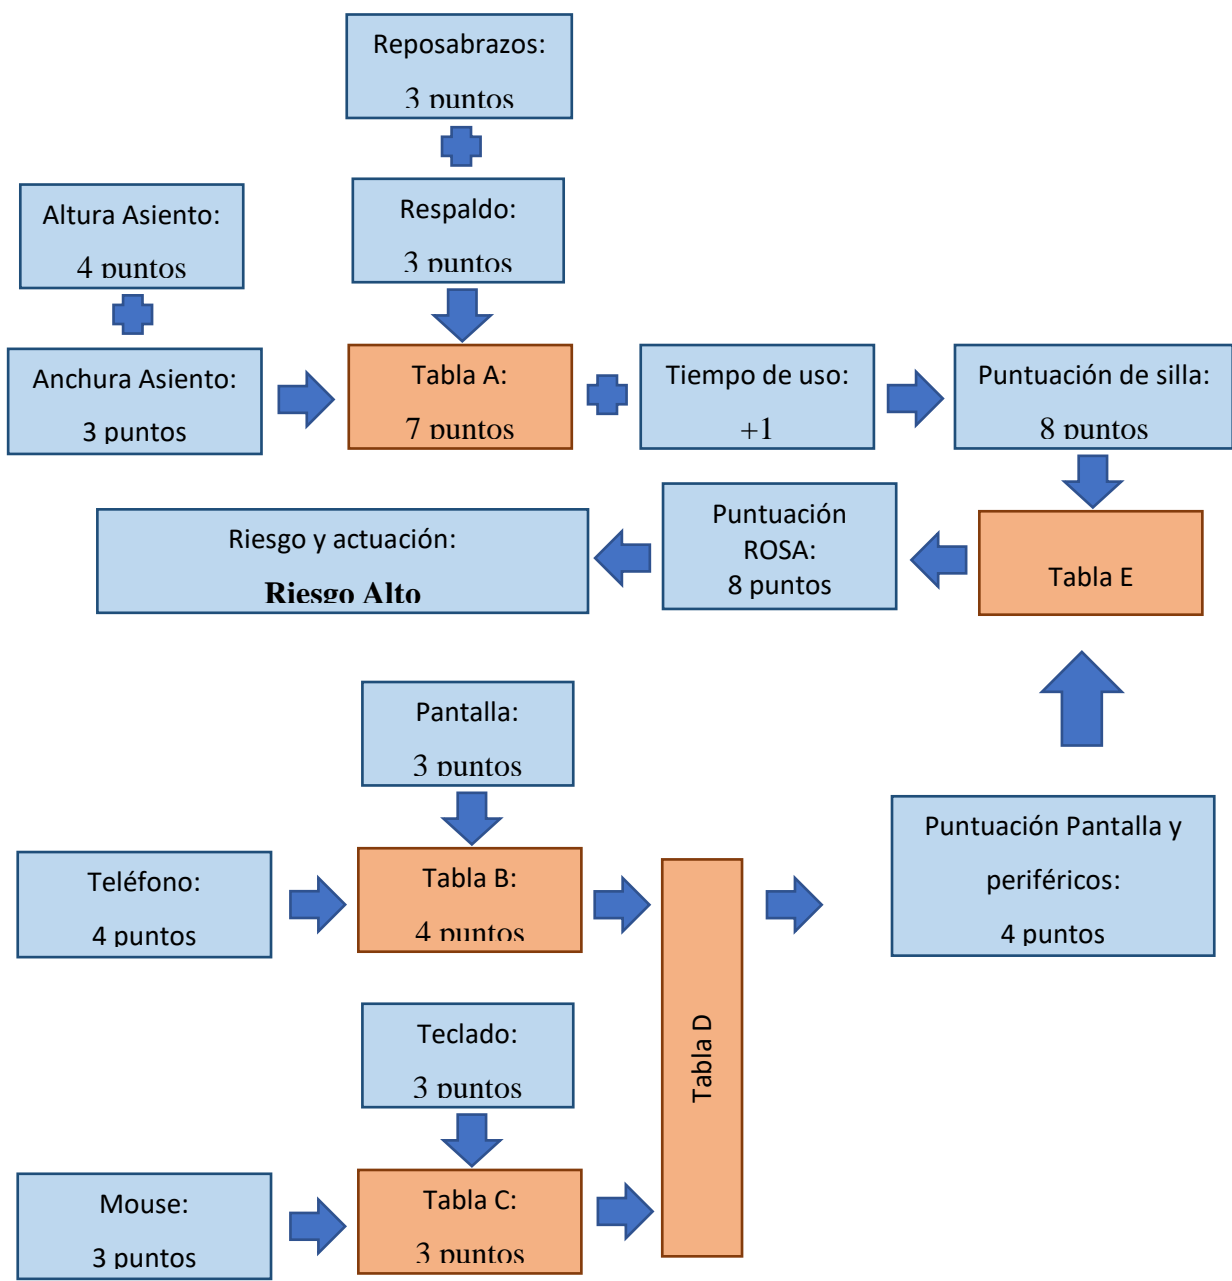 Reposabrazos:
3 puntos
Altura Asiento:
4 puntos
Respaldo:
3 puntos
Anchura Asiento:
3 puntos
Tabla A:
7 puntos
Tiempo de uso:
+1
Puntuación de silla:
8 puntos
Riesgo y actuación:
Riesgo Alto
Puntuación
ROSA:
8 puntos
Tabla E
Pantalla:
3 puntos
Teléfono:
4 puntos
Tabla B:
4 puntos
Puntuación Pantalla y
periféricos:
4 puntos
Tabla D
Teclado:
3 puntos
Mouse:
3 puntos
Tabla C:
3 puntos